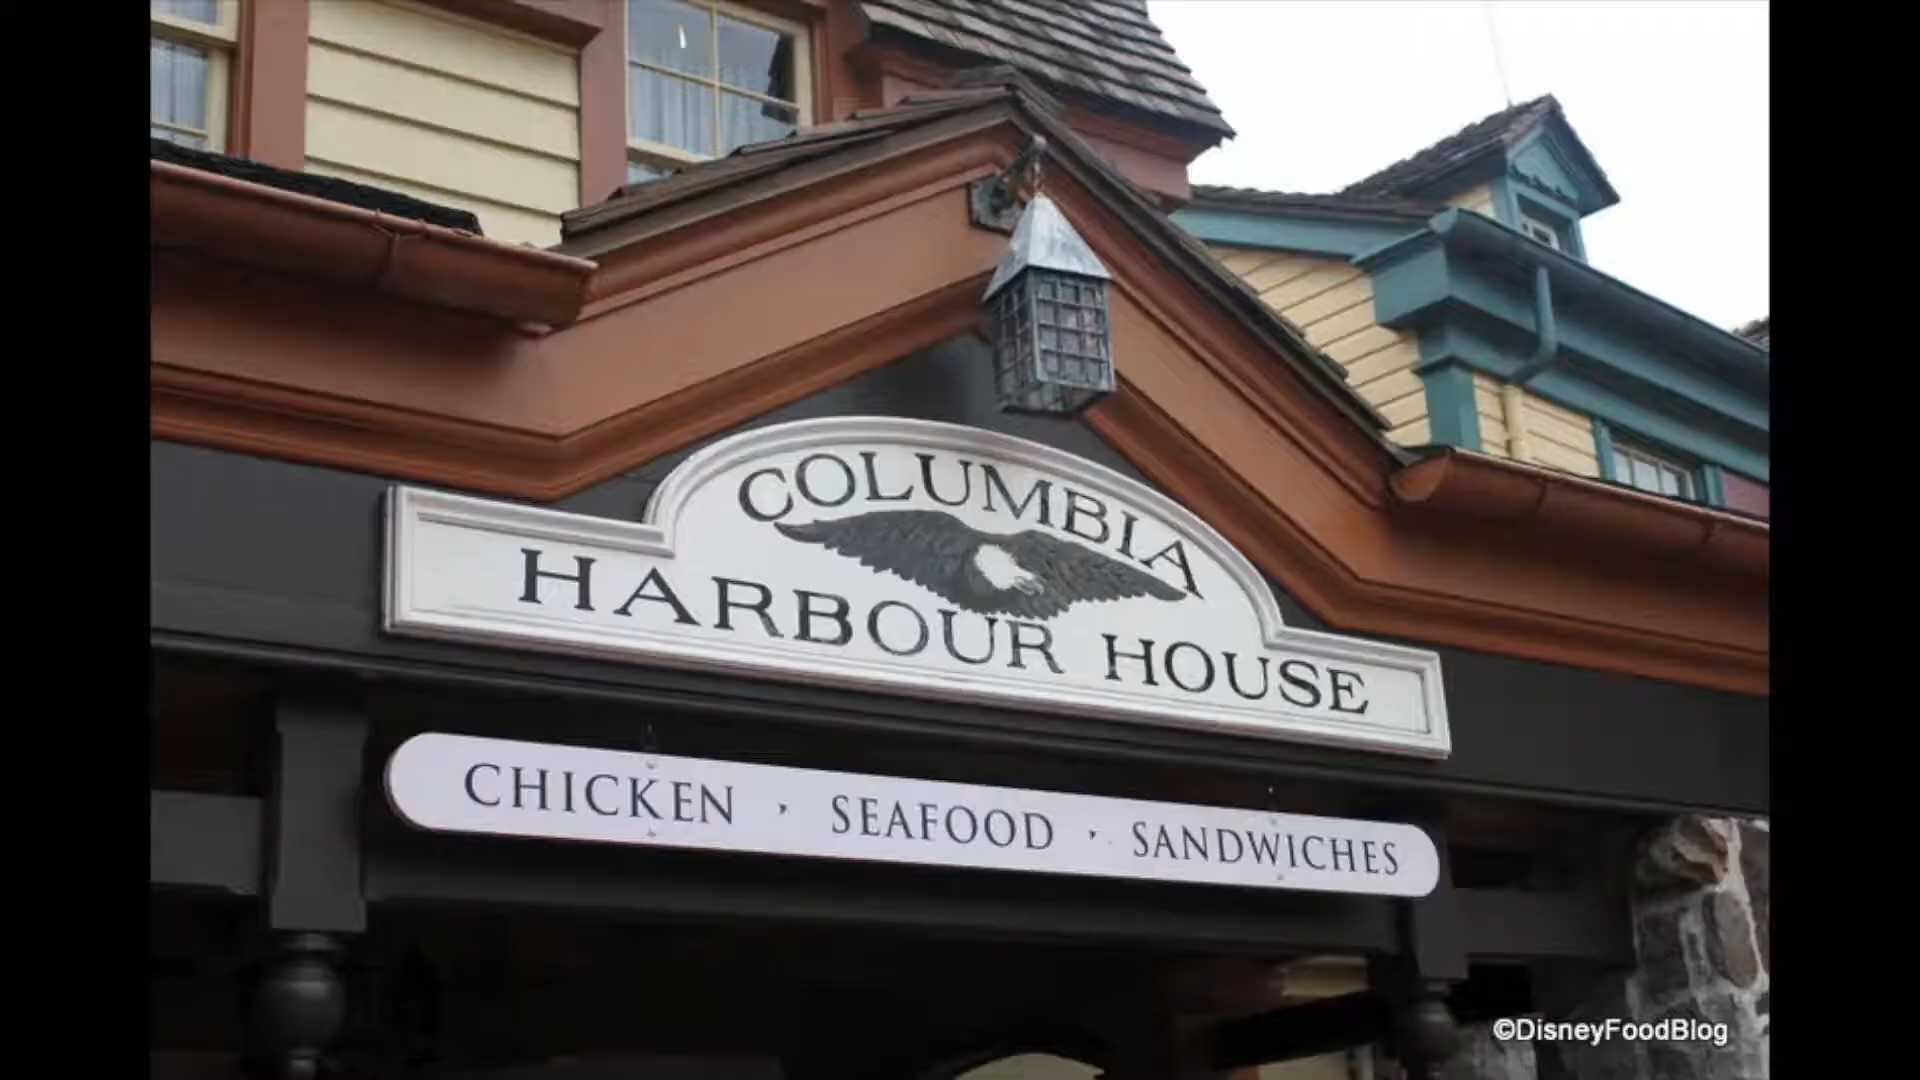 COLUMBIA
HARBOUR HOUSE
CHICKEN · SEAFOOD · SANDWICHES
©DisneyFoodBlog